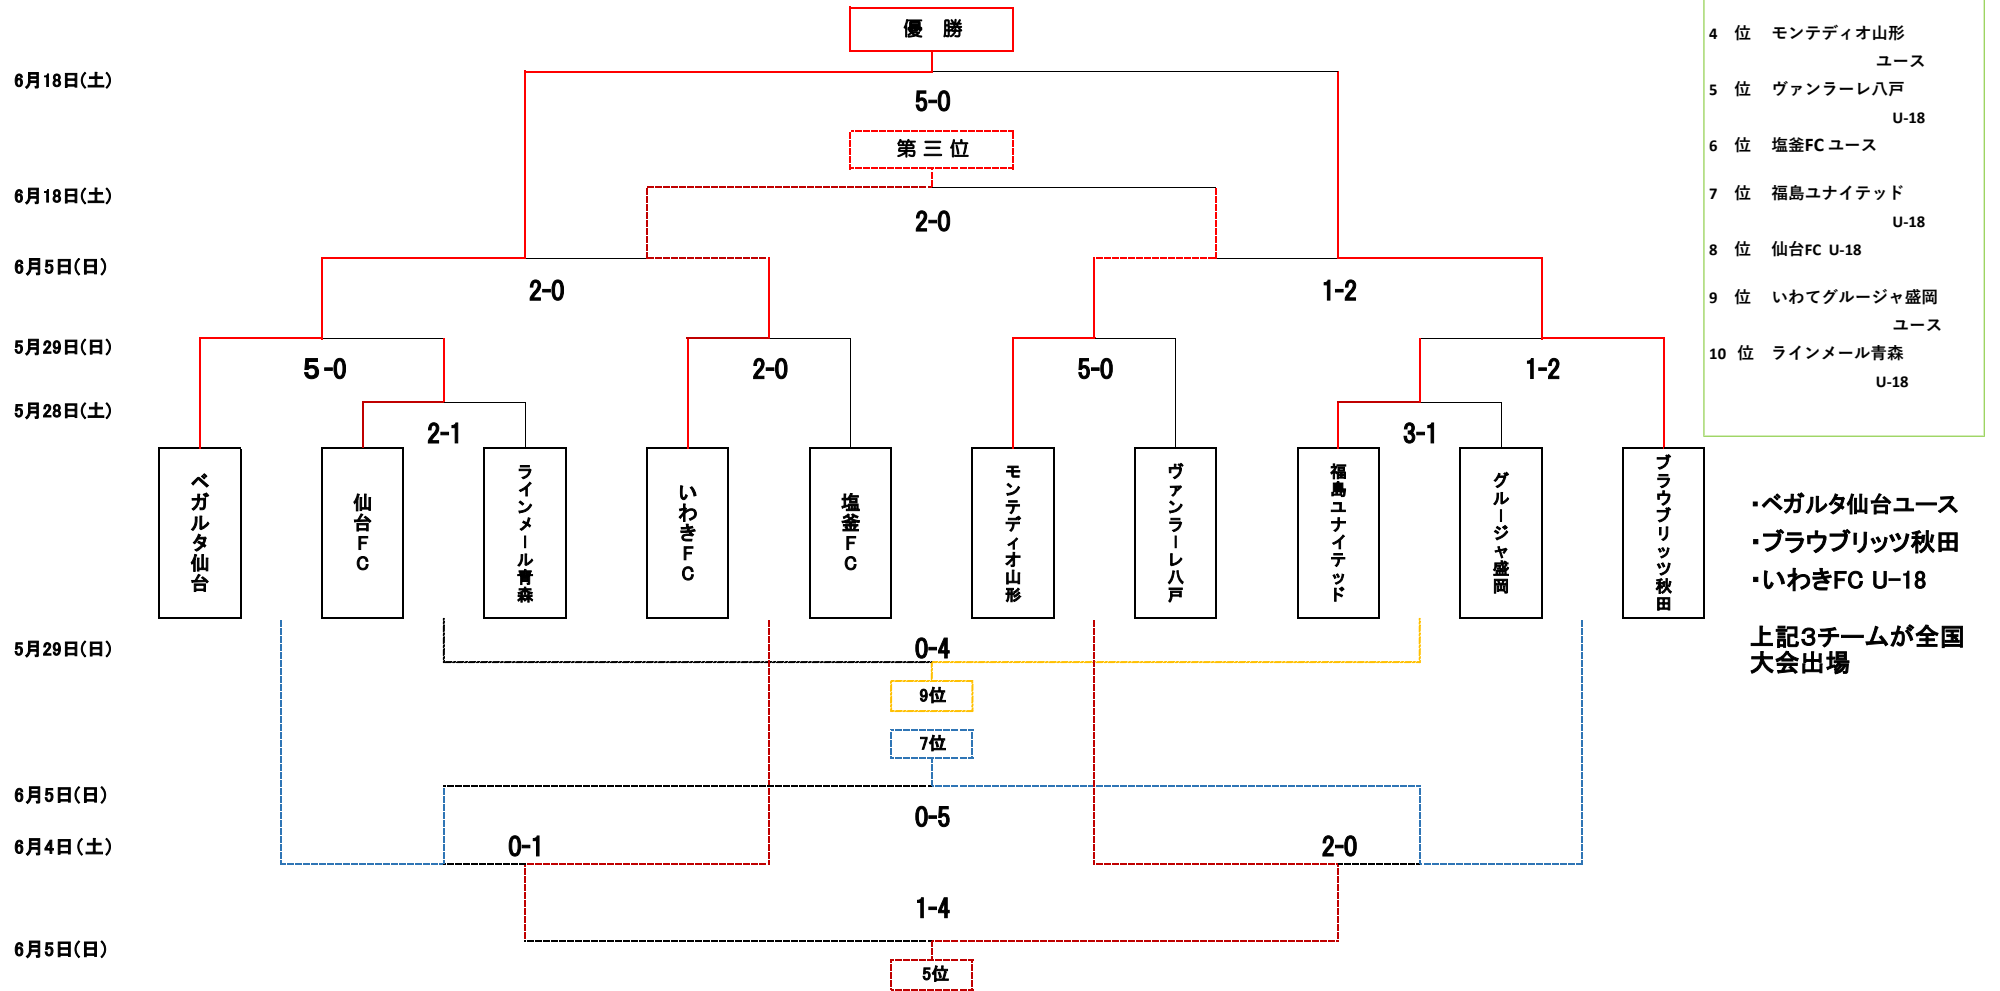 優 勝
6月18日(土)
5-0
第 三 位
6月18日(土)
2-0
6月5日(日)
2-0
1-2
5月29日(日)
5-0
2-0
5-0
1-2
5月28日(土)
2-1
3-1
ベガルタ仙台
仙台FC
ラインメール青森
いわきFC
塩釜FC
モンテディオ山形
ヴァンラーレ八戸
福島ユナイテッド
グルージャ盛岡
ブラウブリッツ秋田
5月29日(日)
0-4
9位
7位
6月5日(日)
0-5
6月4日(土)
0-1
2-0
1-4
6月5日(日)
5位
4 位 モンテディオ山形
ユース
5 位 ヴァンラーレ八戸
U-18
6 位 塩釜FC ユース
7 位 福島ユナイテッド
U-18
8 位 仙台FC U-18
9 位 いわてグルージャ盛岡
ユース
10 位 ラインメール青森
U-18
・ベガルタ仙台ユース
・ブラウブリッツ秋田
・いわきFC U-18
上記3チームが全国
大会出場